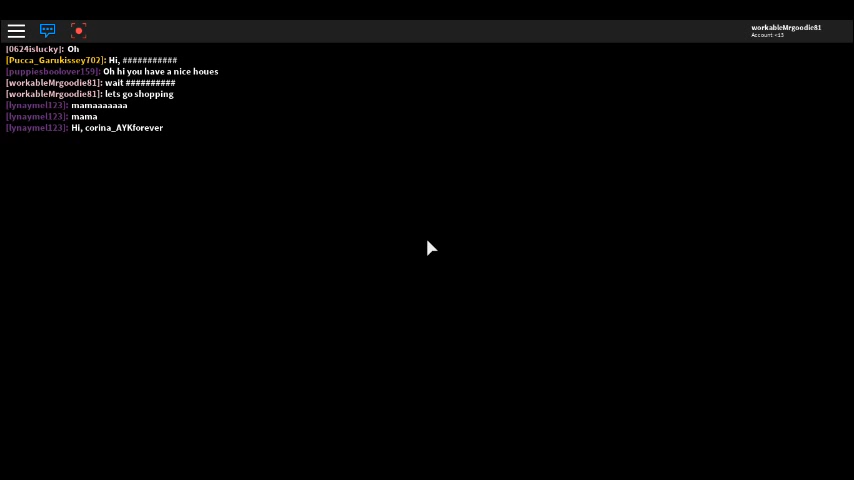 workableMrgoodie81
Account <13
[0624islucky]: Oh
[Pucca_Garukissey702]: Hi, ###########
[puppiesboolover159]: Oh hi you have a nice houes
[workableMrgoodie81]: wait ##########
[workableMrgoodie81]: lets go shopping
[lynaymel123]: mamaaaaaaa
[lynaymel123]: mama
[lynaymel123]: Hi, corina_AYKforever